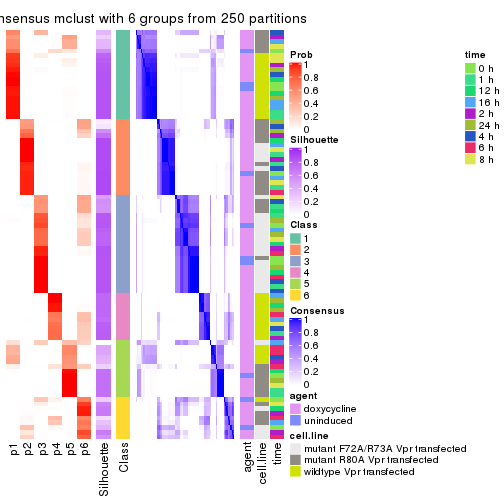 nsensus mclust with 6 groups from 250 partitions
Prob
1
0.8
0.6
0.4
0.2
0
Silhouette
1
0.8
0.6
0.4
0.2
0
Class
1
2
3
4
5
6
Consensus
1
0.8
0.6
0.4
0.2
0
agent
doxycycline
uninduced
cell.line
mutant F72A/R73A Vpr transfected
mutant R80A Vpr transfected
wildtype Vpr transfected
time
0 h
1 h
12 h
16 h
2 h
24 h
4 h
6 h
8 h
p1
p2
p3
p4
p5
p6
Silhouette
Class
agent
cell.line
time